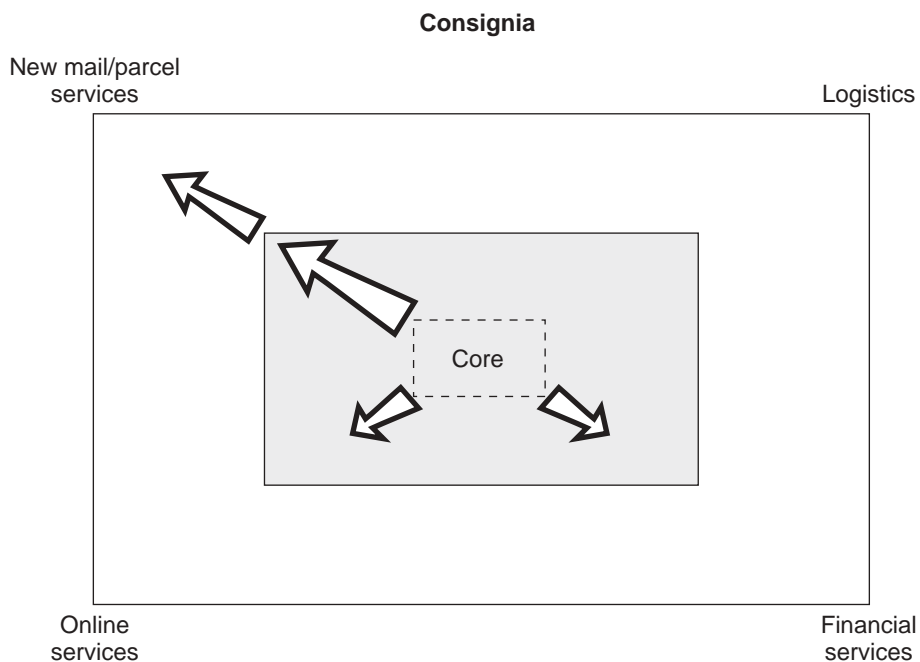 Consignia
New mail/parcel
services
Logistics
Core
Online
services
Financial
services